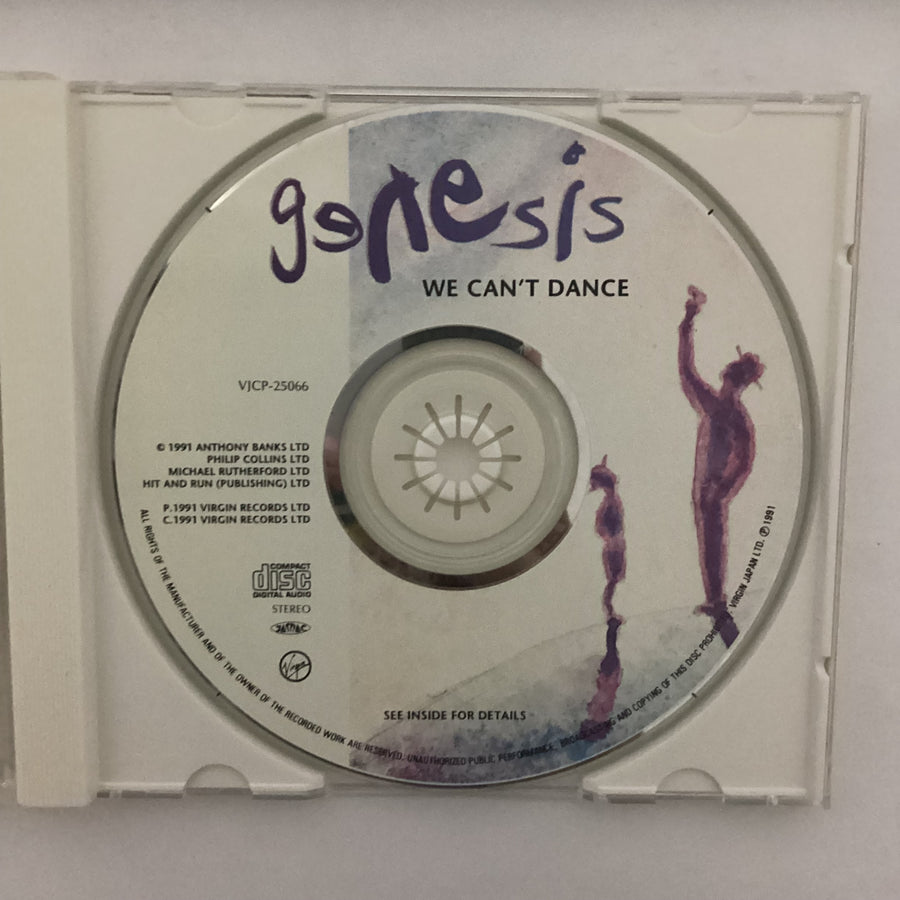 genesis
WE CAN'T DANCE
VJCP-25066
© 1991 ANTHONY BANKS LTD
PHILIP COLLINS LTD
MICHAEL RUTHERFORD LTD
HIT AND RUN (PUBLISHING) LTD
P.1991 VIRGIN RECORDS LTD
C.1991 VIRGIN RECORDS LTD
COMPACT
disc
DIGITAL AUDIO
STEREO
JASRAC
Virgin
SEE INSIDE FOR DETAILS
ALL RIGHTS OF THE MANUFACTURER AND OF THE OWNER OF THE RECORDED WORK ARE RESERVED. UNAUTHORIZED PUBLIC PERFORMANCE, BROADCASTING AND COPYING OF THIS DISC PROHIBITED. VIRGIN JAPAN LTD. ℗ 1991